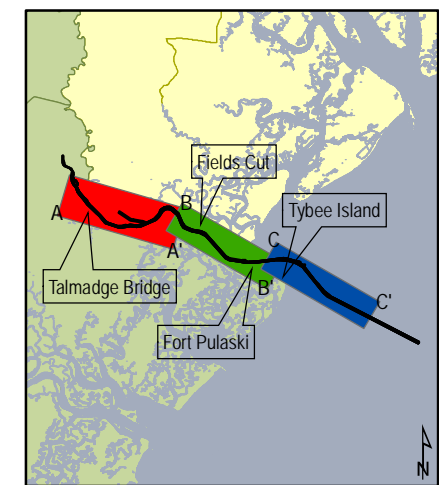 Fields Cut
B
Tybee Island
A
C
A'
Talmadge Bridge
B'
C'
Fort Pulaski
N